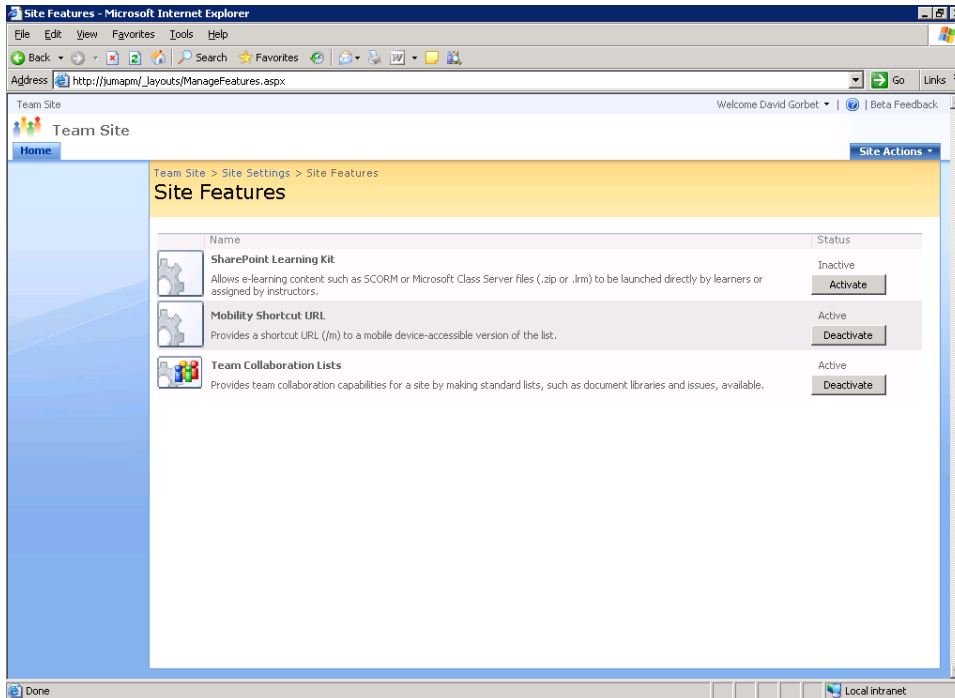 Site Features - Microsoft Internet Explorer
File Edit View Favorites Tools Help
Back Search Favorites
Address http://jumapm/_layouts/ManageFeatures.aspx Go Links
Team Site Welcome David Gorbet | Beta Feedback
Team Site
Home Site Actions
Team Site > Site Settings > Site Features
Site Features
Name Status
SharePoint Learning Kit
Inactive
Allows e-learning content such as SCORM or Microsoft Class Server files (.zip or .lrm) to be launched directly by learners or
assigned by instructors.
Activate
Mobility Shortcut URL
Active
Provides a shortcut URL (/m) to a mobile device-accessible version of the list.
Deactivate
Team Collaboration Lists
Active
Provides team collaboration capabilities for a site by making standard lists, such as document libraries and issues, available.
Deactivate
Done Local intranet